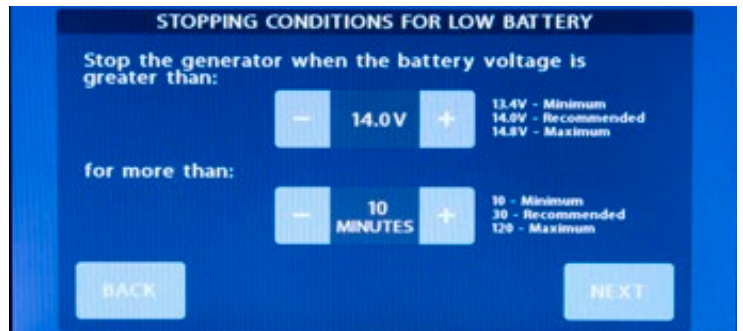 STOPPING CONDITIONS FOR LOW BATTERY
Stop the generator when the battery voltage is
greater than:
− 14.0V +
13.4V - Minimum
14.0V - Recommended
14.8V - Maximum
for more than:
− 10 MINUTES +
10 - Minimum
30 - Recommended
120 - Maximum
BACK
NEXT